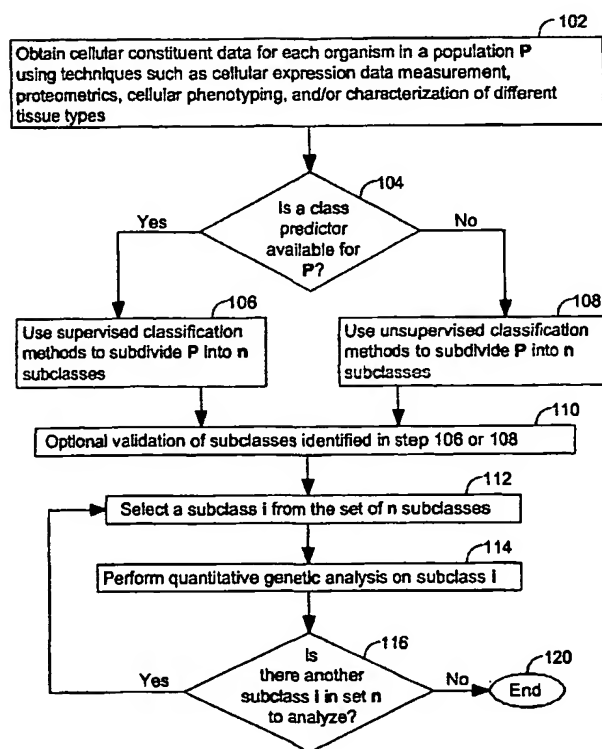 102
Obtain cellular constituent data for each organism in a population P
using techniques such as cellular expression data measurement,
proteometrics, cellular phenotyping, and/or characterization of different
tissue types
104
Is a class
predictor
available for
P?
Yes
No
106
Use supervised classification
methods to subdivide P into n
subclasses
108
Use unsupervised classification
methods to subdivide P into n
subclasses
110
Optional validation of subclasses identified in step 106 or 108
112
Select a subclass i from the set of n subclasses
114
Perform quantitative genetic analysis on subclass i
116
Is
there another
subclass i in set n
to analyze?
Yes
No
120
End